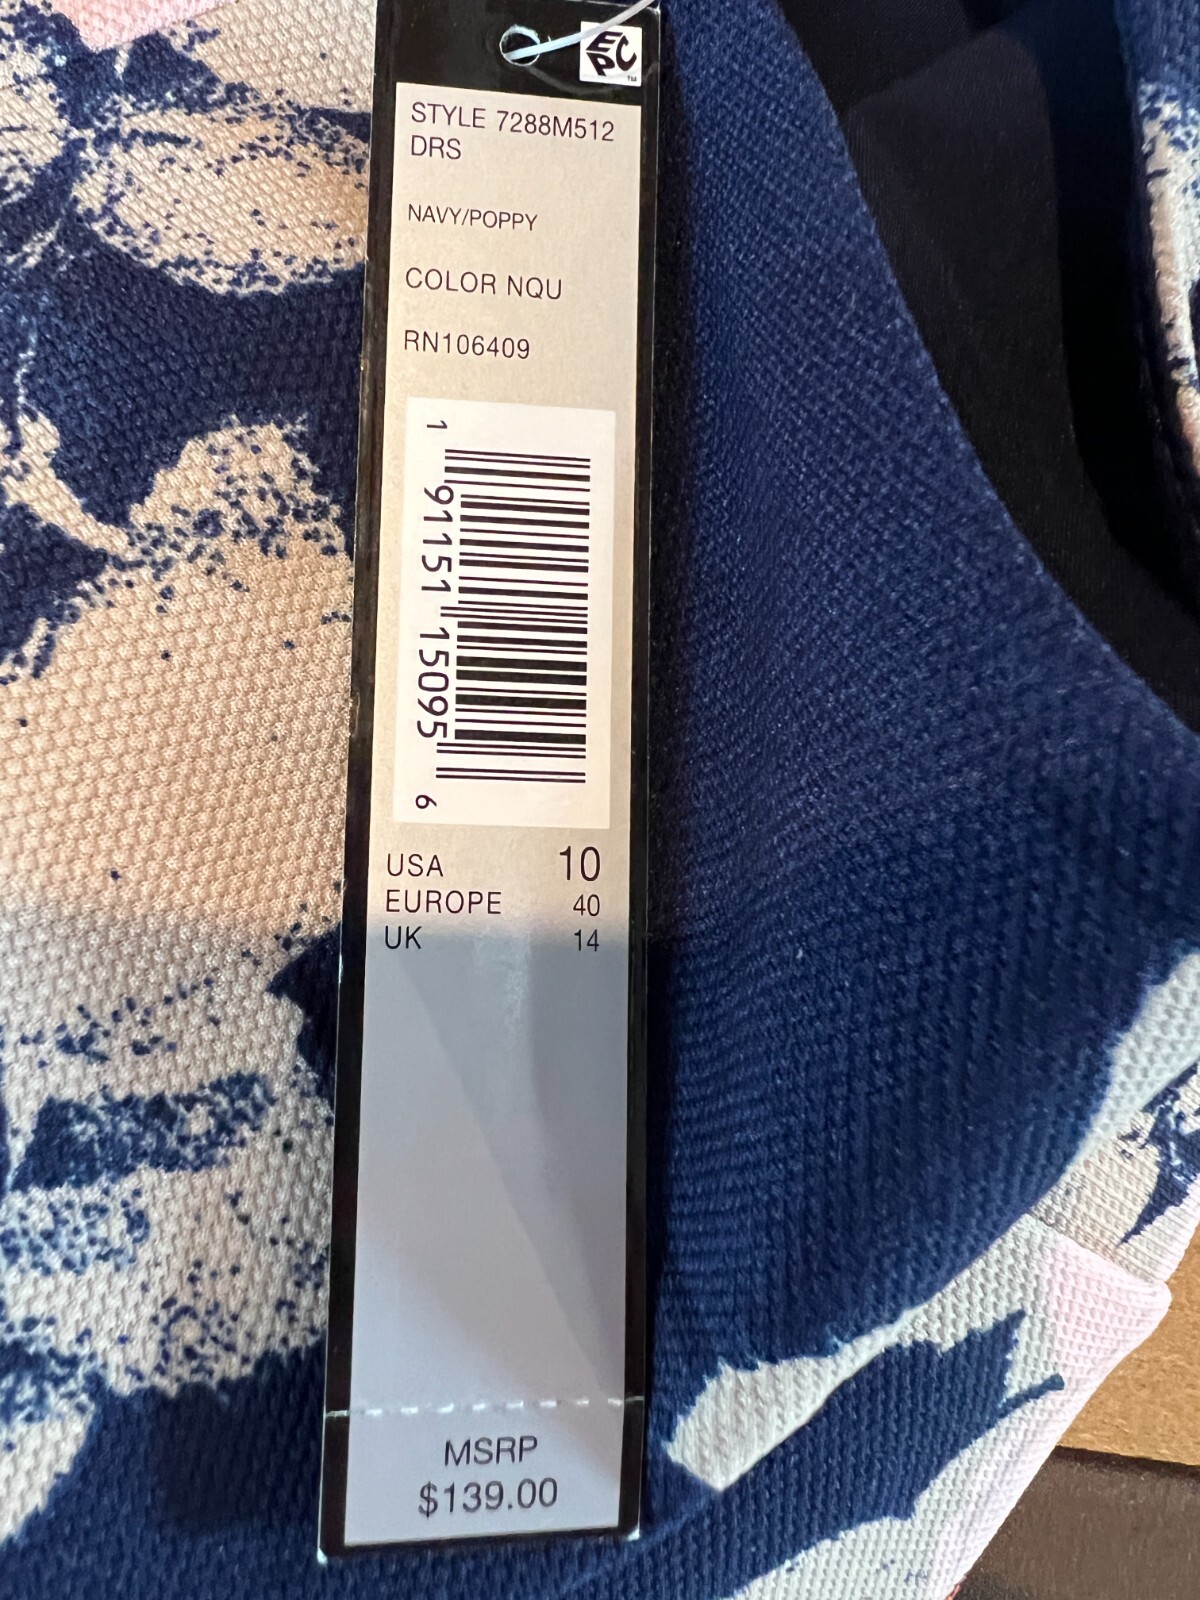 EPC
TM
STYLE 7288M512
DRS
NAVY/POPPY
COLOR NQU
RN106409
1 91151 15095 6
USA 10
EUROPE 40
UK 14
MSRP
$139.00